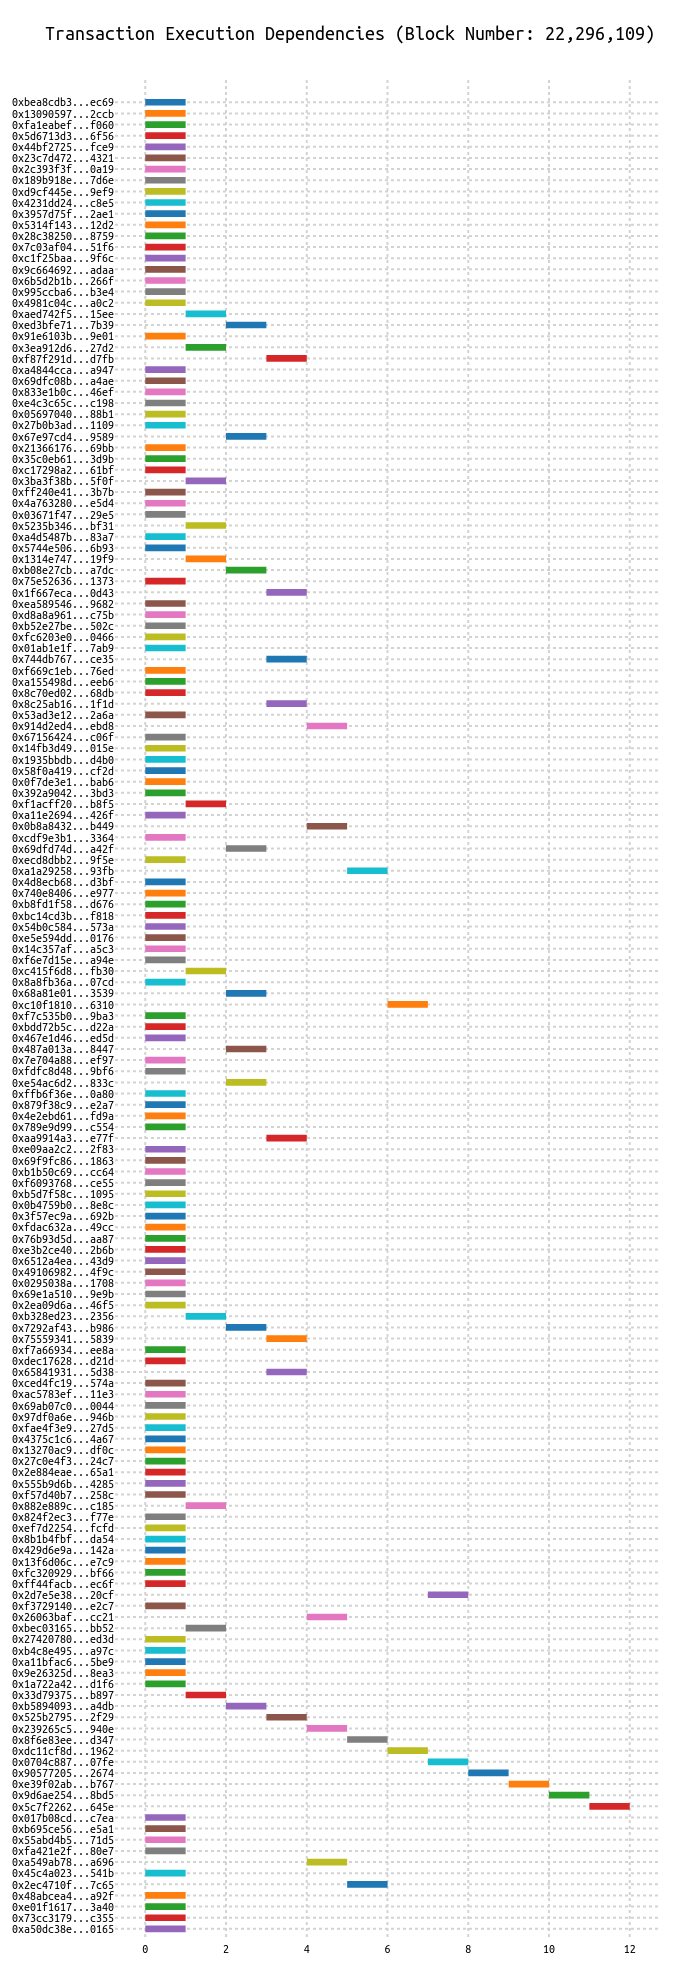 Transaction Execution Dependencies (Block Number: 22,296,109)
0xbea8cdb3...ec69
0x13090597...2ccb
0xfa1eabef...f060
0x5d6713d3...6f56
0x44bf2725...fce9
0x23c7d472...4321
0x2c393f3f...0a19
0x189b918e...7d6e
0xd9cf445e...9ef9
0x4231dd24...c8e5
0x3957d75f...2ae1
0x5314f143...12d2
0x28c38250...8759
0x7c03af04...51f6
0xc1f25baa...9f6c
0x9c664692...adaa
0x6b5d2b1b...266f
0x995ccba6...b3e4
0x4981c04c...a0c2
0xaed742f5...15ee
0xed3bfe71...7b39
0x91e6103b...9e01
0x3ea912d6...27d2
0xf87f291d...d7fb
0xa4844cca...a947
0x69dfc08b...a4ae
0x833e1b0c...46ef
0xe4c3c65c...c198
0x05697040...88b1
0x27b0b3ad...1109
0x67e97cd4...9589
0x21366176...69bb
0x35c0eb61...3d9b
0xc17298a2...61bf
0x3ba3f38b...5f0f
0xff240e41...3b7b
0x4a763280...e5d4
0x03671f47...29e5
0x5235b346...bf31
0xa4d5487b...83a7
0x5744e506...6b93
0x1314e747...19f9
0xb08e27cb...a7dc
0x75e52636...1373
0x1f667eca...0d43
0xea589546...9682
0xd8a8a961...c75b
0xb52e27be...502c
0xfc6203e0...0466
0x01ab1e1f...7ab9
0x744db767...ce35
0xf669c1eb...76ed
0xa155498d...eeb6
0x8c70ed02...68db
0x8c25ab16...1f1d
0x53ad3e12...2a6a
0x914d2ed4...ebd8
0x67156424...c06f
0x14fb3d49...015e
0x1935bbdb...d4b0
0x58f0a419...cf2d
0x0f7de3e1...bab6
0x392a9042...3bd3
0xf1acff20...b8f5
0xa11e2694...426f
0x0b8a8432...b449
0xcdf9e3b1...3364
0x69dfd74d...a42f
0xecd8dbb2...9f5e
0xa1a29258...93fb
0x4d8ecb68...d3bf
0x740e8406...e977
0xb8fd1f58...d676
0xbc14cd3b...f818
0x54b0c584...573a
0xe5e594dd...0176
0x14c357af...a5c3
0xf6e7d15e...a94e
0xc415f6d8...fb30
0x8a8fb36a...07cd
0x68a81e01...3539
0xc10f1810...6310
0xf7c535b0...9ba3
0xbdd72b5c...d22a
0x467e1d46...ed5d
0x487a013a...8447
0x7e704a88...ef97
0xfdfc8d48...9bf6
0xe54ac6d2...833c
0xffb6f36e...0a80
0x879f38c9...e2a7
0x4e2ebd61...fd9a
0x789e9d99...c554
0xaa9914a3...e77f
0xe09aa2c2...2f83
0x69f9fc86...1863
0xb1b50c69...cc64
0xf6093768...ce55
0xb5d7f58c...1095
0x0b4759b0...8e8c
0x3f57ec9a...692b
0xfdac632a...49cc
0x76b93d5d...aa87
0xe3b2ce40...2b6b
0x6512a4ea...43d9
0x49106982...4f9c
0x0295038a...1708
0x69e1a510...9e9b
0x2ea09d6a...46f5
0xb328ed23...2356
0x7292af43...b986
0x75559341...5839
0xf7a66934...ee8a
0xdec17628...d21d
0x65841931...5d38
0xced4fc19...574a
0xac5783ef...11e3
0x69ab07c0...0044
0x97df0a6e...946b
0xfae4f3e9...27d5
0x4375c1c6...4a67
0x13270ac9...df0c
0x27c0e4f3...24c7
0x2e884eae...65a1
0x555b9d6b...4285
0xf57d40b7...258c
0x882e889c...c185
0x824f2ec3...f77e
0xef7d2254...fcfd
0x8b1b4fbf...da54
0x429d6e9a...142a
0x13f6d06c...e7c9
0xfc320929...bf66
0xff44facb...ec6f
0x2d7e5e38...20cf
0xf3729140...e2c7
0x26063baf...cc21
0xbec03165...bb52
0x27420780...ed3d
0xb4c8e495...a97c
0xa11bfac6...5be9
0x9e26325d...8ea3
0x1a722a42...d1f6
0x33d79375...b897
0xb5894093...a4db
0x525b2795...2f29
0x239265c5...940e
0x8f6e83ee...d347
0xdc11cf8d...1962
0x0704c887...07fe
0x90577205...2674
0xe39f02ab...b767
0x9d6ae254...8bd5
0x5c7f2262...645e
0x017b08cd...c7ea
0xb695ce56...e5a1
0x55abd4b5...71d5
0xfa421e2f...80e7
0xa549ab78...a696
0x45c4a023...541b
0x2ec4710f...7c65
0x48abcea4...a92f
0xe01f1617...3a40
0x73cc3179...c355
0xa50dc38e...0165
0 2 4 6 8 10 12